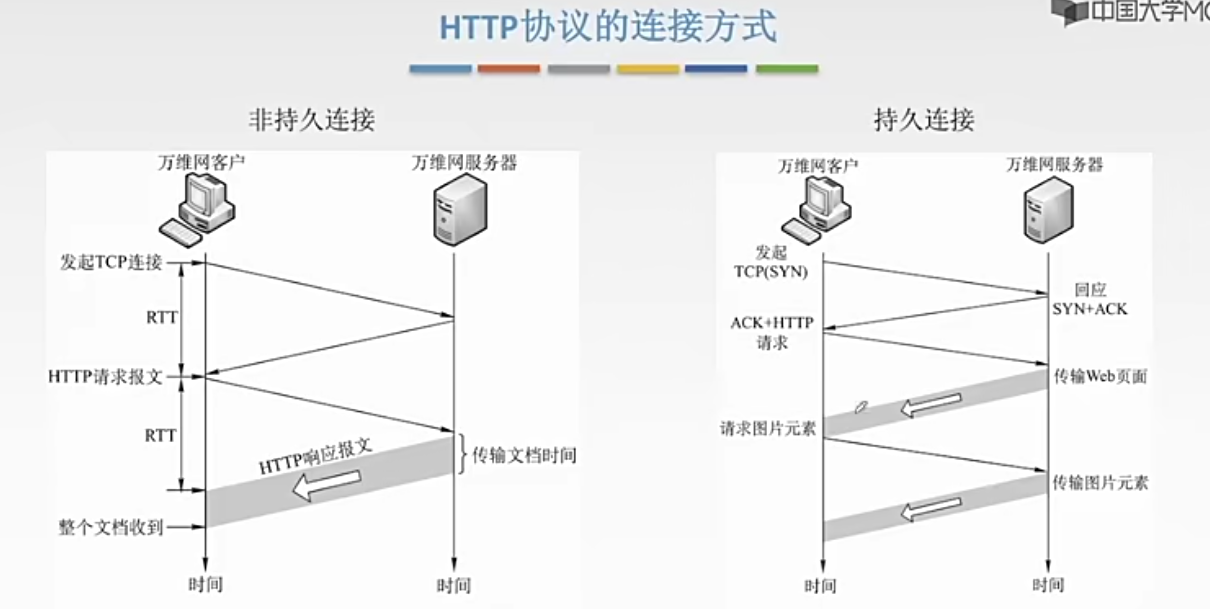 中国大学MO
HTTP协议的连接方式
非持久连接
万维网客户
万维网服务器
发起TCP连接
RTT
HTTP请求报文
RTT
HTTP响应报文
传输文档时间
整个文档收到
时间
时间
持久连接
万维网客户
万维网服务器
发起
TCP(SYN)
回应
SYN+ACK
ACK+HTTP
请求
传输Web页面
请求图片元素
传输图片元素
时间
时间